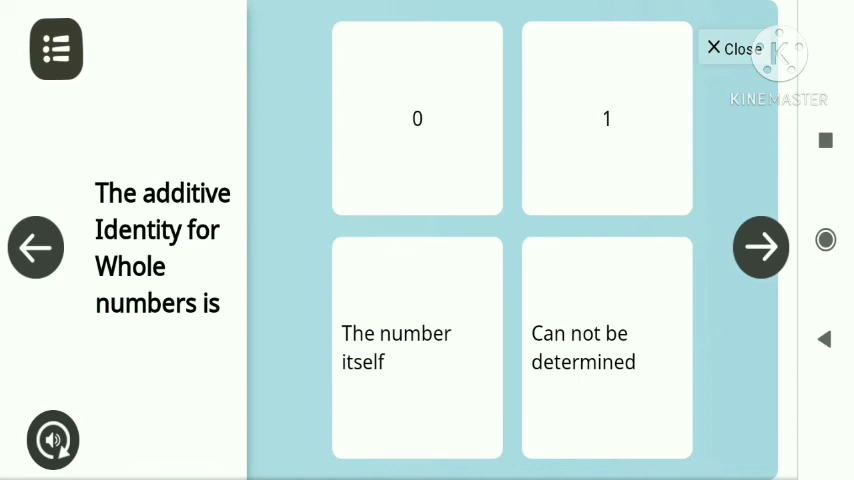 The additive
Identity for
Whole
numbers is
0
1
The number
itself
Can not be
determined
Close
K
KINEMASTER